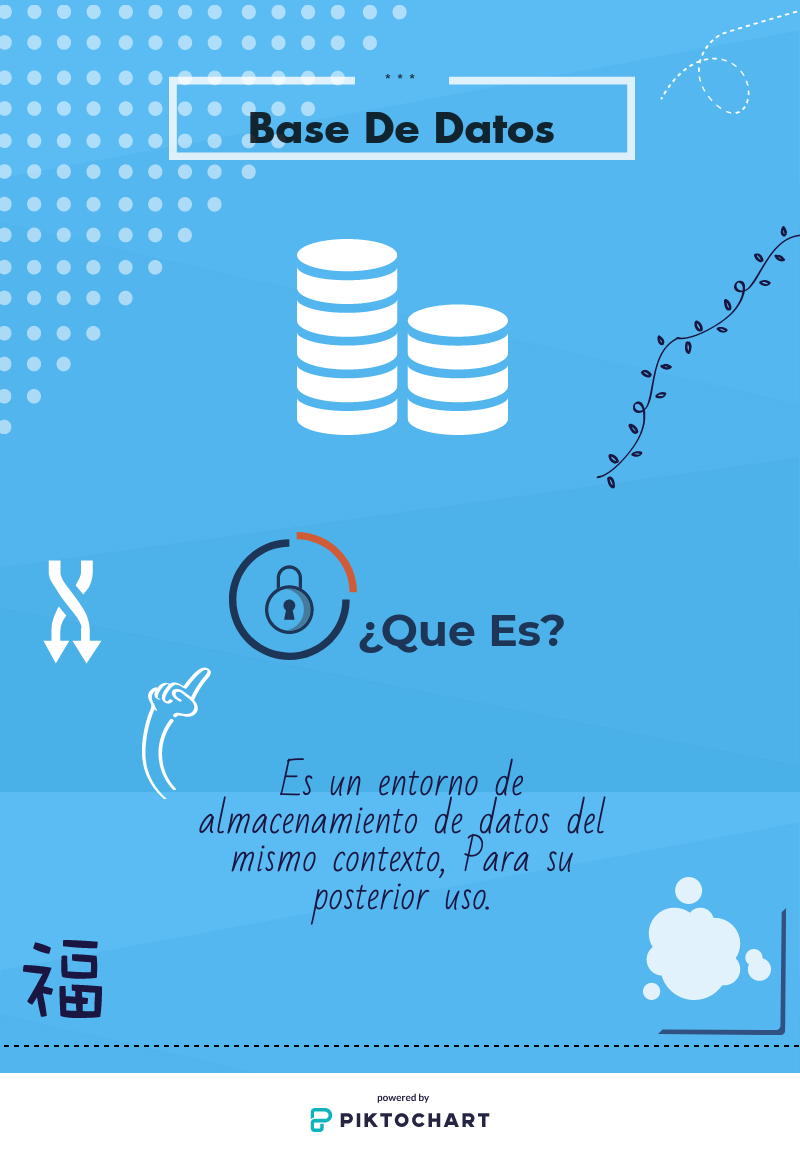 * * *
Base De Datos
¿Que Es?
Es un entorno de
almacenamiento de datos del
mismo contexto, Para su
posterior uso.
福
powered by
PIKTOCHART